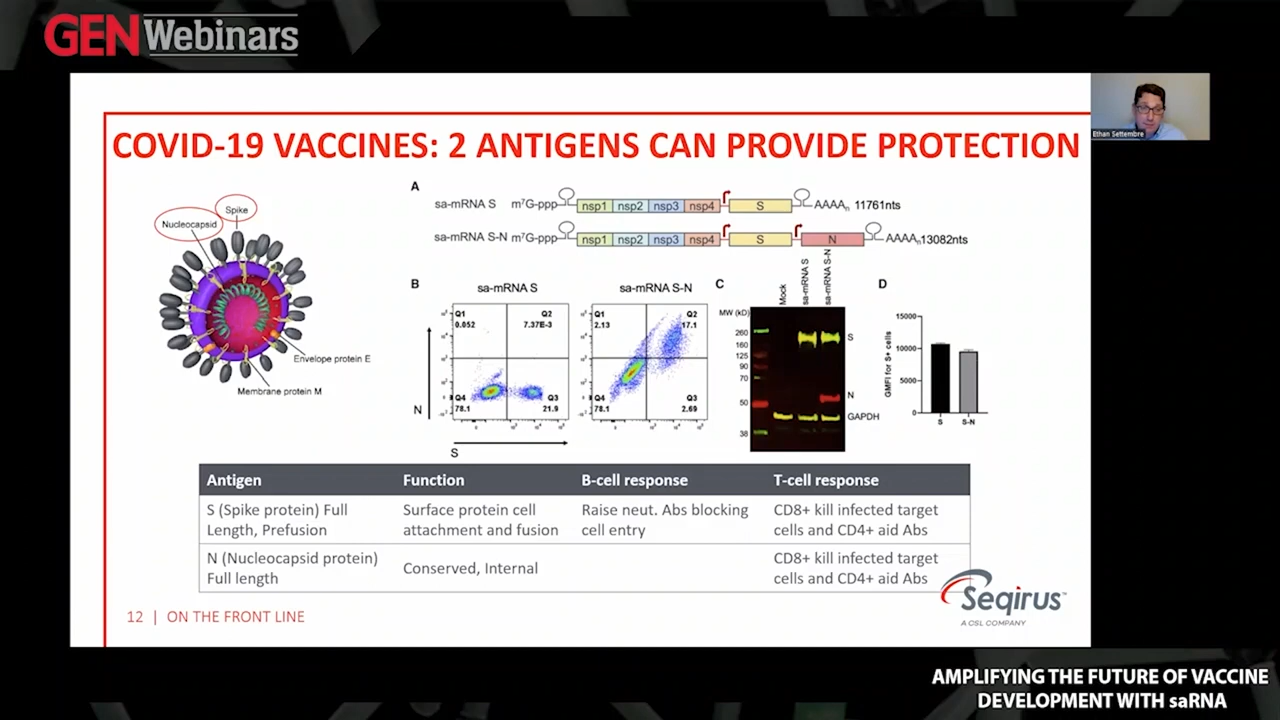 GEN Webinars
Ethan Settembre
COVID-19 VACCINES: 2 ANTIGENS CAN PROVIDE PROTECTION
Nucleocapsid
Spike
Envelope protein E
Membrane protein M
A
sa-mRNA S m⁷G-ppp nsp1 nsp2 nsp3 nsp4 S AAAAn 11761nts
sa-mRNA S-N m⁷G-ppp nsp1 nsp2 nsp3 nsp4 S N AAAAn 13082nts
B
sa-mRNA S
Q1
0.052
Q2
7.37E-3
Q4
78.1
Q3
21.9
sa-mRNA S-N
Q1
2.13
Q2
17.1
Q4
78.1
Q3
2.69
N
S
C
Mock
sa-mRNA S
sa-mRNA S-N
MW (kD)
260
160
125
90
70
50
38
S
N
GAPDH
D
GMFI for S+ cells
15000
10000
5000
0
S
S-N
Antigen Function B-cell response T-cell response
S (Spike protein) Full
Length, Prefusion
Surface protein cell
attachment and fusion
Raise neut. Abs blocking
cell entry
CD8+ kill infected target
cells and CD4+ aid Abs
N (Nucleocapsid protein)
Full length
Conserved, Internal
CD8+ kill infected target
cells and CD4+ aid Abs
12 | ON THE FRONT LINE
Seqirus™
A CSL COMPANY
AMPLIFYING THE FUTURE OF VACCINE
DEVELOPMENT WITH saRNA